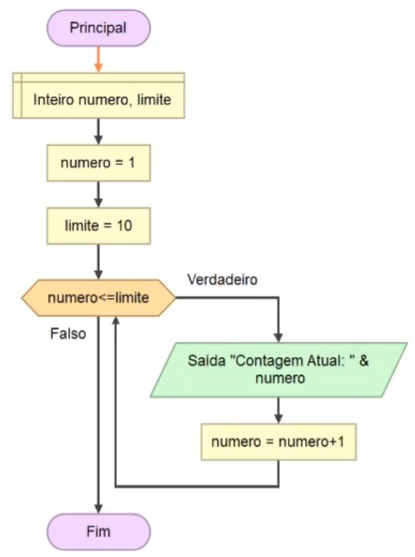 Principal
Inteiro numero, limite
numero = 1
limite = 10
numero<=limite
Verdadeiro
Falso
Saída "Contagem Atual: " &
numero
numero = numero+1
Fim